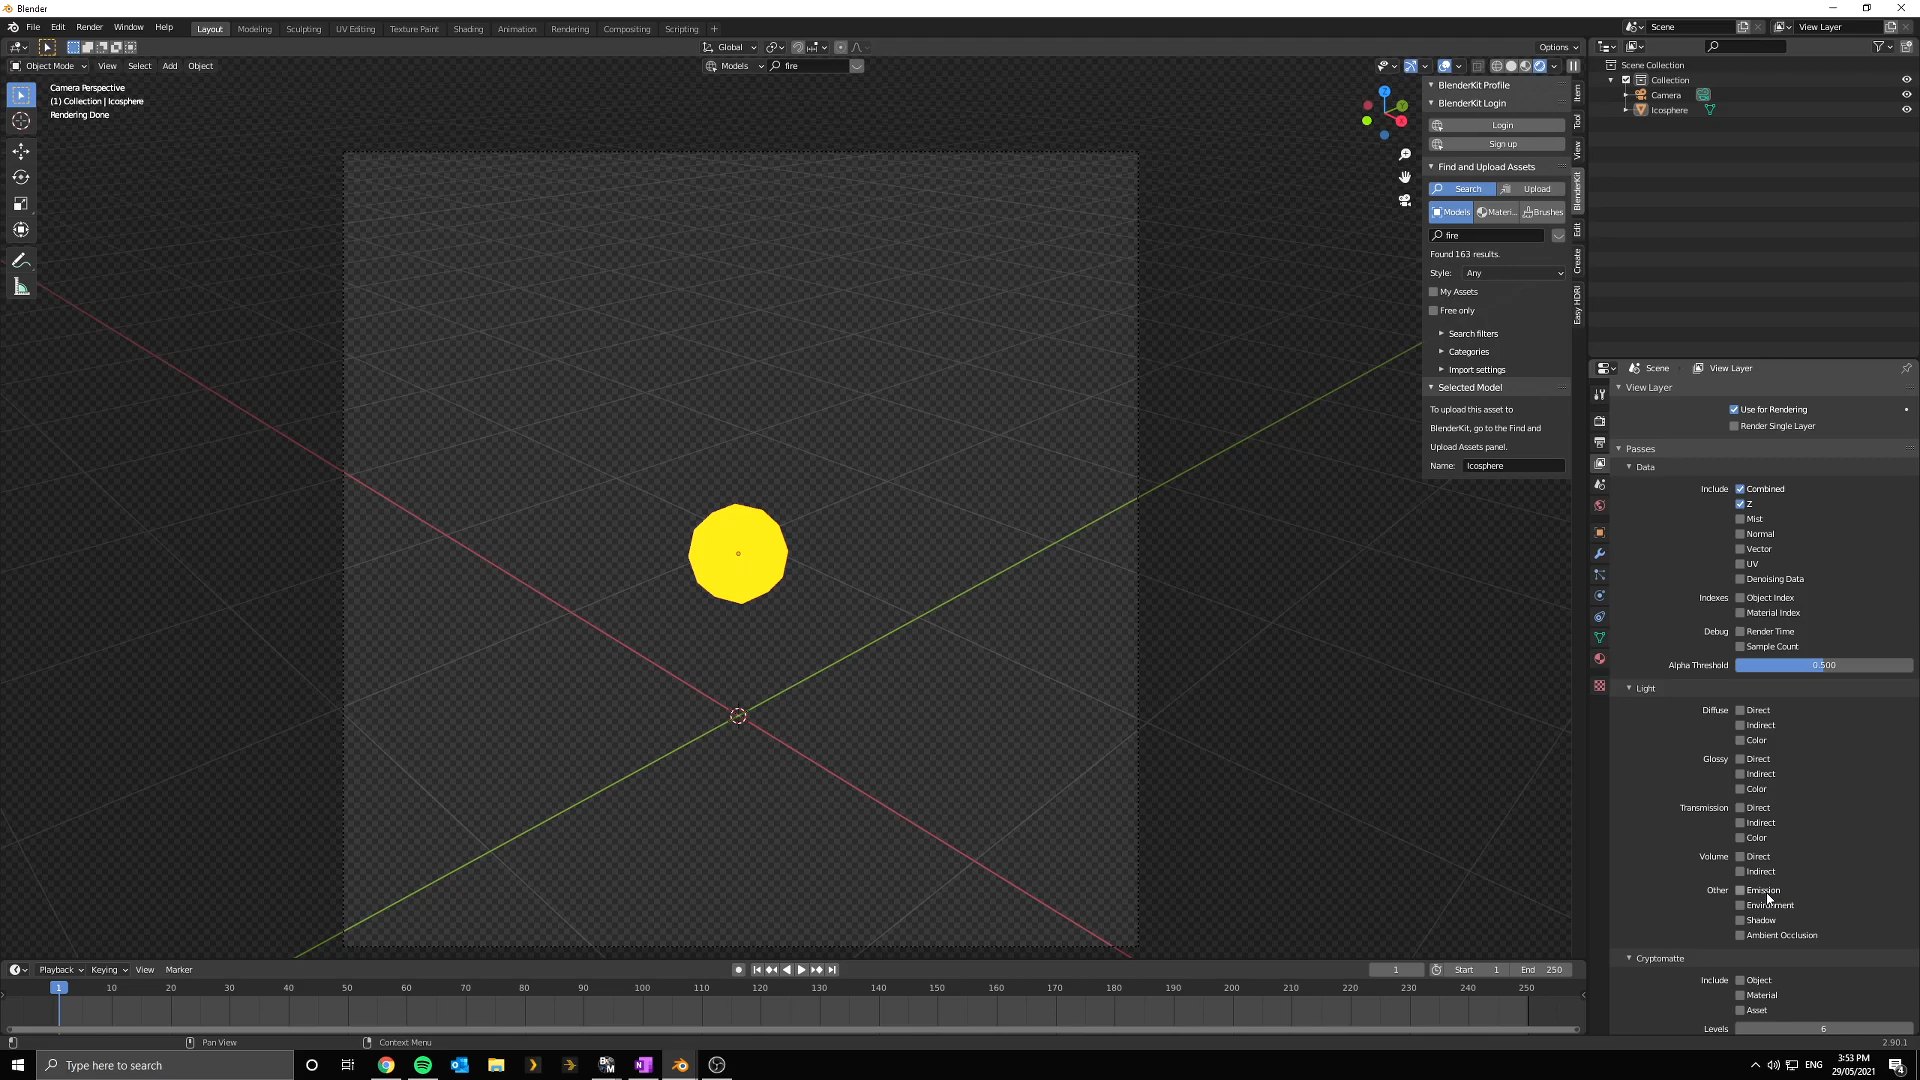 Blender
File Edit Render Window Help
Layout Modeling Sculpting UV Editing Texture Paint Shading Animation Rendering Compositing Scripting +
Scene
View Layer
Global
Options
Object Mode View Select Add Object
Models
fire
Camera Perspective
(1) Collection | Icosphere
Rendering Done
Z
Y
X
BlenderKit Profile
BlenderKit Login
Login
Sign up
Find and Upload Assets
Search Upload
Models Materi... Brushes
fire
Found 163 results.
Style: Any
My Assets
Free only
Search filters
Categories
Import settings
Selected Model
To upload this asset to
BlenderKit, go to the Find and
Upload Assets panel.
Name: Icosphere
Item
Tool
View
BlenderKit
Edit
Create
Easy HDRI
Scene Collection
Collection
Camera
Icosphere
Scene View Layer
View Layer
Use for Rendering
Render Single Layer
Passes
Data
Include Combined
Z
Mist
Normal
Vector
UV
Denoising Data
Indexes Object Index
Material Index
Debug Render Time
Sample Count
Alpha Threshold 0.500
Light
Diffuse Direct
Indirect
Color
Glossy Direct
Indirect
Color
Transmission Direct
Indirect
Color
Volume Direct
Indirect
Other Emission
Environment
Shadow
Ambient Occlusion
Cryptomatte
Include Object
Material
Asset
Levels 6
Playback Keying View Marker
1 Start 1 End 250
1 10 20 30 40 50 60 70 80 90 100 110 120 130 140 150 160 170 180 190 200 210 220 230 240 250
Pan View
Context Menu
2.90.1
Type here to search
ENG
3:53 PM
29/05/2021
4